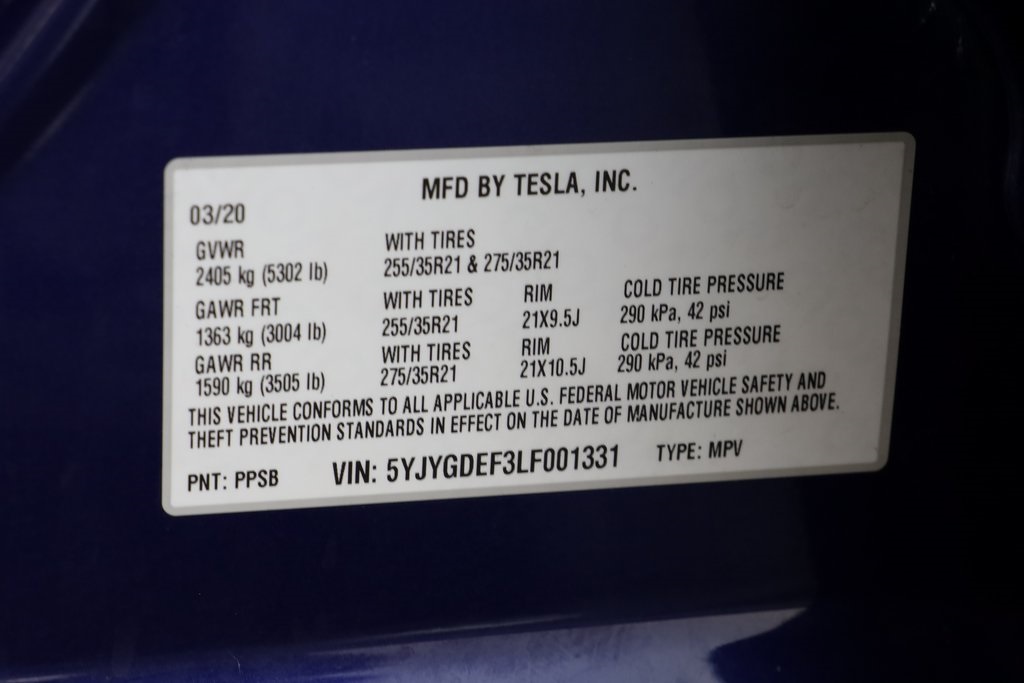 MFD BY TESLA, INC.
03/20
GVWR WITH TIRES
2405 kg (5302 lb) 255/35R21 & 275/35R21
GAWR FRT WITH TIRES RIM COLD TIRE PRESSURE
1363 kg (3004 lb) 255/35R21 21X9.5J 290 kPa, 42 psi
GAWR RR WITH TIRES RIM COLD TIRE PRESSURE
1590 kg (3505 lb) 275/35R21 21X10.5J 290 kPa, 42 psi
THIS VEHICLE CONFORMS TO ALL APPLICABLE U.S. FEDERAL MOTOR VEHICLE SAFETY AND
THEFT PREVENTION STANDARDS IN EFFECT ON THE DATE OF MANUFACTURE SHOWN ABOVE.
PNT: PPSB VIN: 5YJYGDEF3LF001331 TYPE: MPV